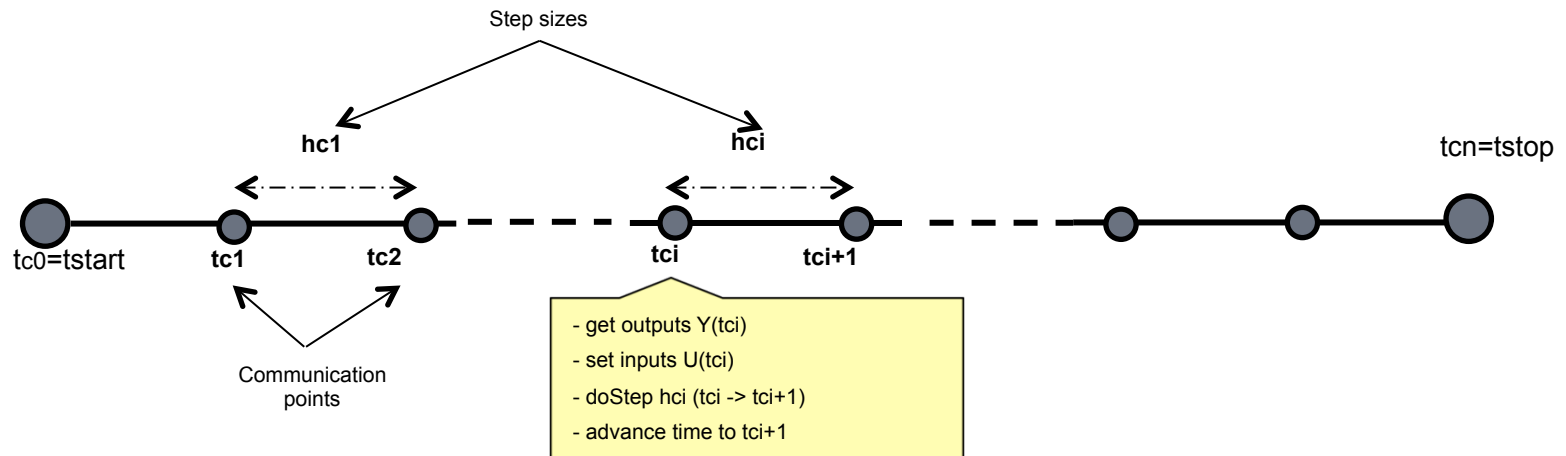 Step sizes
hc1
hci
tcn=tstop
tc0=tstart
tc1
tc2
tci
tci+1
- get outputs Y(tci)
- set inputs U(tci)
- doStep hci (tci -> tci+1)
- advance time to tci+1
Communication
points